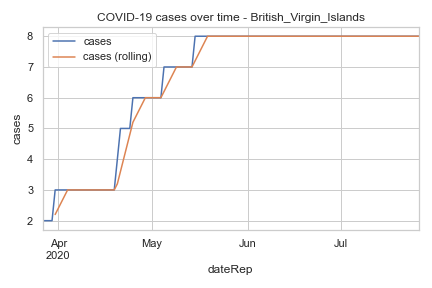 COVID-19 cases over time - British_Virgin_Islands
cases
cases (rolling)
8
7
6
5
4
3
2
cases
Apr
2020
May
Jun
Jul
dateRep